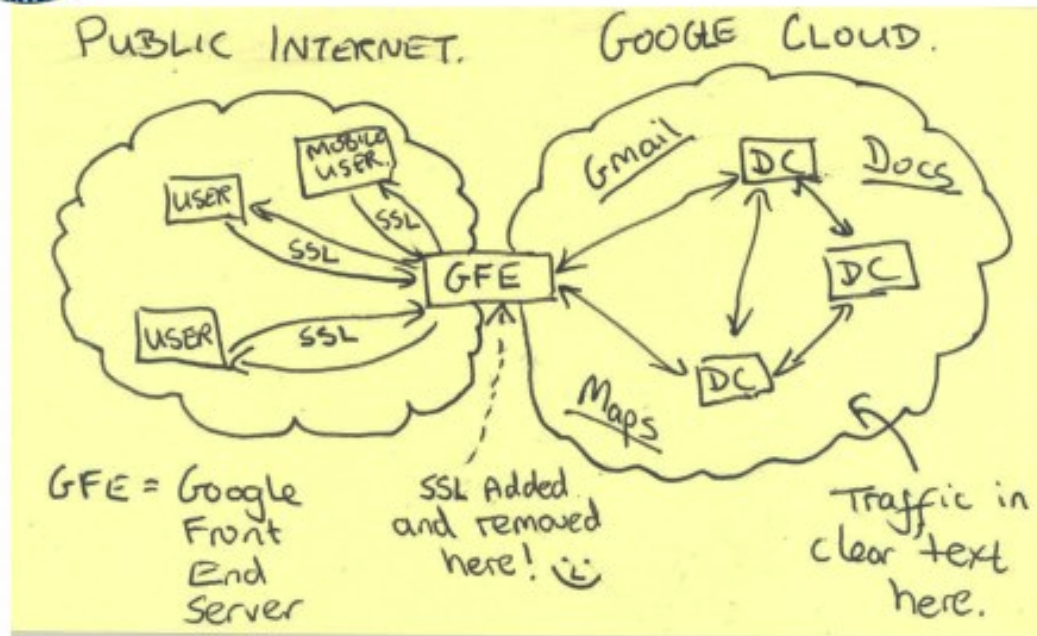 PUBLIC INTERNET.
GOOGLE CLOUD.
MOBILE
USER.
USER
SSL
SSL
USER
SSL
GFE
Gmail
DC
Docs
DC
DC
Maps
GFE = Google
Front
End
Server
SSL Added
and removed
here!
Traffic in
clear text
here.